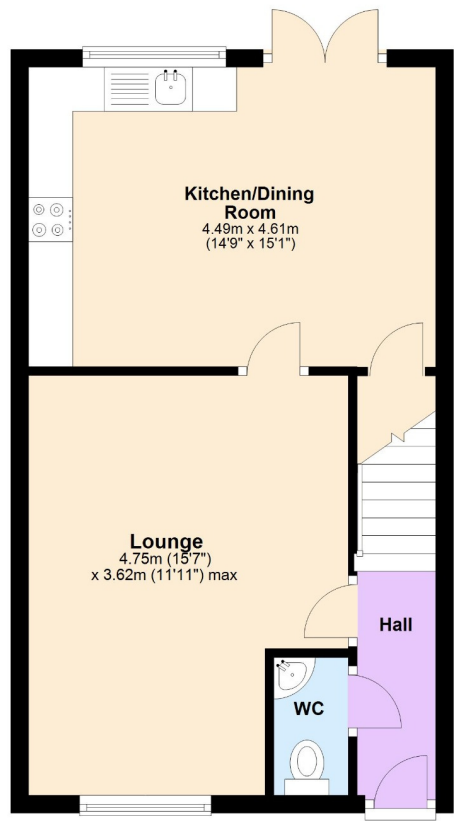 Kitchen/Dining
Room
4.49m x 4.61m
(14'9" x 15'1")
Lounge
4.75m (15'7")
x 3.62m (11'11") max
Hall
WC